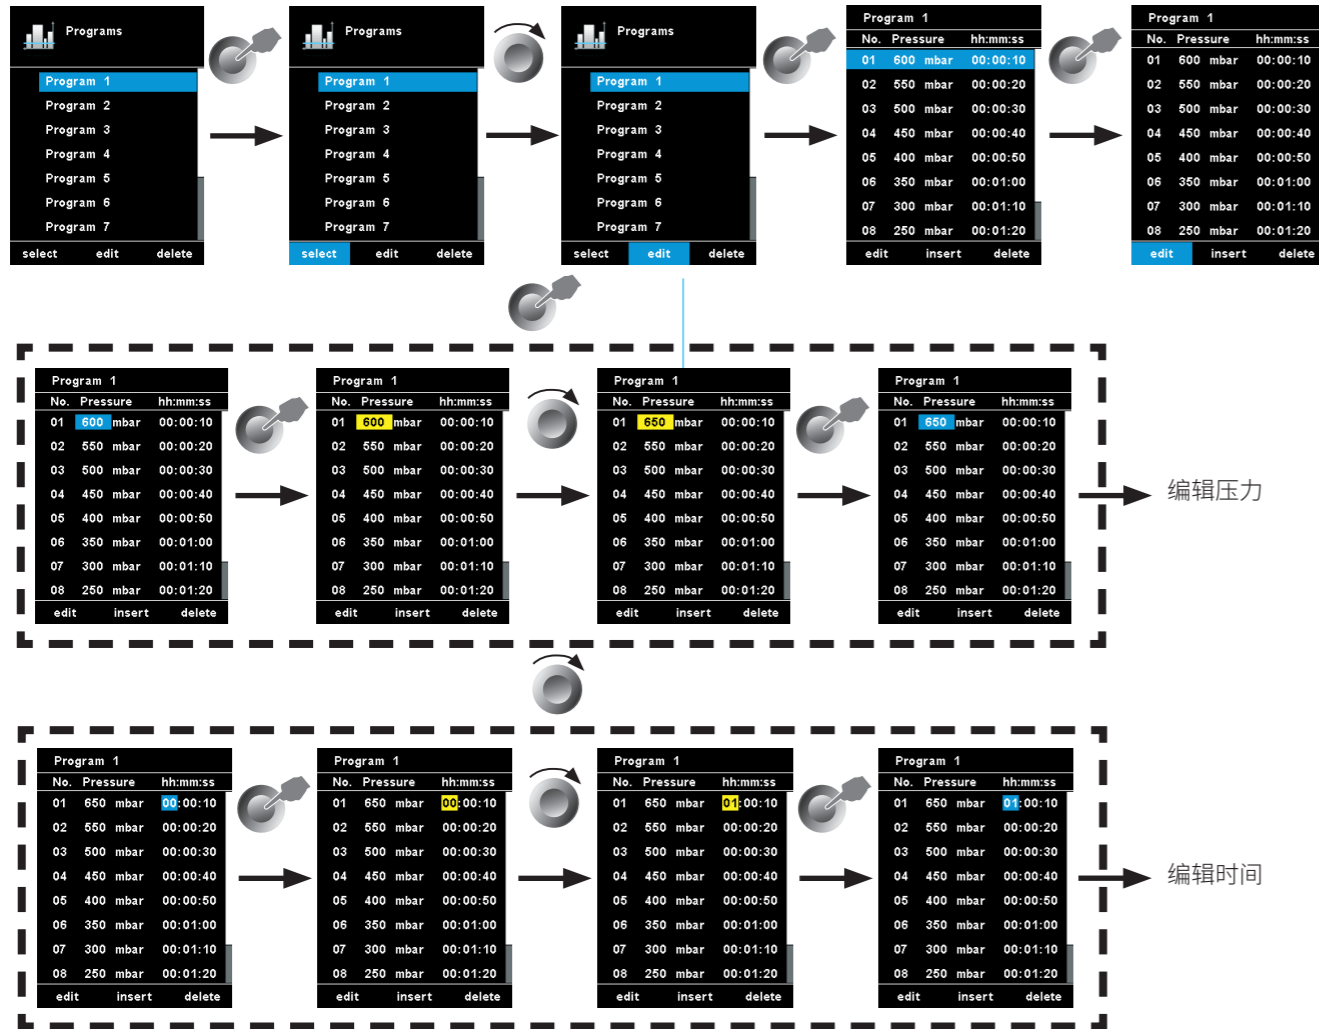 Programs
Program 1
Program 2
Program 3
Program 4
Program 5
Program 6
Program 7
select edit delete
Programs
Program 1
Program 2
Program 3
Program 4
Program 5
Program 6
Program 7
select edit delete
Programs
Program 1
Program 2
Program 3
Program 4
Program 5
Program 6
Program 7
select edit delete
Program 1
No. Pressure hh:mm:ss
01 600 mbar 00:00:10
02 550 mbar 00:00:20
03 500 mbar 00:00:30
04 450 mbar 00:00:40
05 400 mbar 00:00:50
06 350 mbar 00:01:00
07 300 mbar 00:01:10
08 250 mbar 00:01:20
edit insert delete
Program 1
No. Pressure hh:mm:ss
01 600 mbar 00:00:10
02 550 mbar 00:00:20
03 500 mbar 00:00:30
04 450 mbar 00:00:40
05 400 mbar 00:00:50
06 350 mbar 00:01:00
07 300 mbar 00:01:10
08 250 mbar 00:01:20
edit insert delete
Program 1
No. Pressure hh:mm:ss
01 600 mbar 00:00:10
02 550 mbar 00:00:20
03 500 mbar 00:00:30
04 450 mbar 00:00:40
05 400 mbar 00:00:50
06 350 mbar 00:01:00
07 300 mbar 00:01:10
08 250 mbar 00:01:20
edit insert delete
Program 1
No. Pressure hh:mm:ss
01 600 mbar 00:00:10
02 550 mbar 00:00:20
03 500 mbar 00:00:30
04 450 mbar 00:00:40
05 400 mbar 00:00:50
06 350 mbar 00:01:00
07 300 mbar 00:01:10
08 250 mbar 00:01:20
edit insert delete
Program 1
No. Pressure hh:mm:ss
01 650 mbar 00:00:10
02 550 mbar 00:00:20
03 500 mbar 00:00:30
04 450 mbar 00:00:40
05 400 mbar 00:00:50
06 350 mbar 00:01:00
07 300 mbar 00:01:10
08 250 mbar 00:01:20
edit insert delete
Program 1
No. Pressure hh:mm:ss
01 650 mbar 00:00:10
02 550 mbar 00:00:20
03 500 mbar 00:00:30
04 450 mbar 00:00:40
05 400 mbar 00:00:50
06 350 mbar 00:01:00
07 300 mbar 00:01:10
08 250 mbar 00:01:20
edit insert delete
编辑压力
Program 1
No. Pressure hh:mm:ss
01 650 mbar 00:00:10
02 550 mbar 00:00:20
03 500 mbar 00:00:30
04 450 mbar 00:00:40
05 400 mbar 00:00:50
06 350 mbar 00:01:00
07 300 mbar 00:01:10
08 250 mbar 00:01:20
edit insert delete
Program 1
No. Pressure hh:mm:ss
01 650 mbar 00:00:10
02 550 mbar 00:00:20
03 500 mbar 00:00:30
04 450 mbar 00:00:40
05 400 mbar 00:00:50
06 350 mbar 00:01:00
07 300 mbar 00:01:10
08 250 mbar 00:01:20
edit insert delete
Program 1
No. Pressure hh:mm:ss
01 650 mbar 01:00:10
02 550 mbar 00:00:20
03 500 mbar 00:00:30
04 450 mbar 00:00:40
05 400 mbar 00:00:50
06 350 mbar 00:01:00
07 300 mbar 00:01:10
08 250 mbar 00:01:20
edit insert delete
Program 1
No. Pressure hh:mm:ss
01 650 mbar 01:00:10
02 550 mbar 00:00:20
03 500 mbar 00:00:30
04 450 mbar 00:00:40
05 400 mbar 00:00:50
06 350 mbar 00:01:00
07 300 mbar 00:01:10
08 250 mbar 00:01:20
edit insert delete
编辑时间